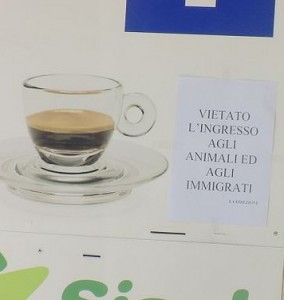 VIETATO
L'INGRESSO
AGLI
ANIMALI ED
AGLI
IMMIGRATI